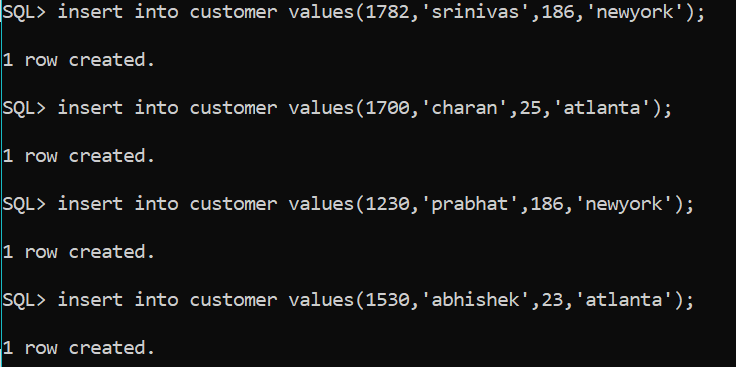 SQL> insert into customer values(1782,'srinivas',186,'newyork');
1 row created.
SQL> insert into customer values(1700,'charan',25,'atlanta');
1 row created.
SQL> insert into customer values(1230,'prabhat',186,'newyork');
1 row created.
SQL> insert into customer values(1530,'abhishek',23,'atlanta');
1 row created.